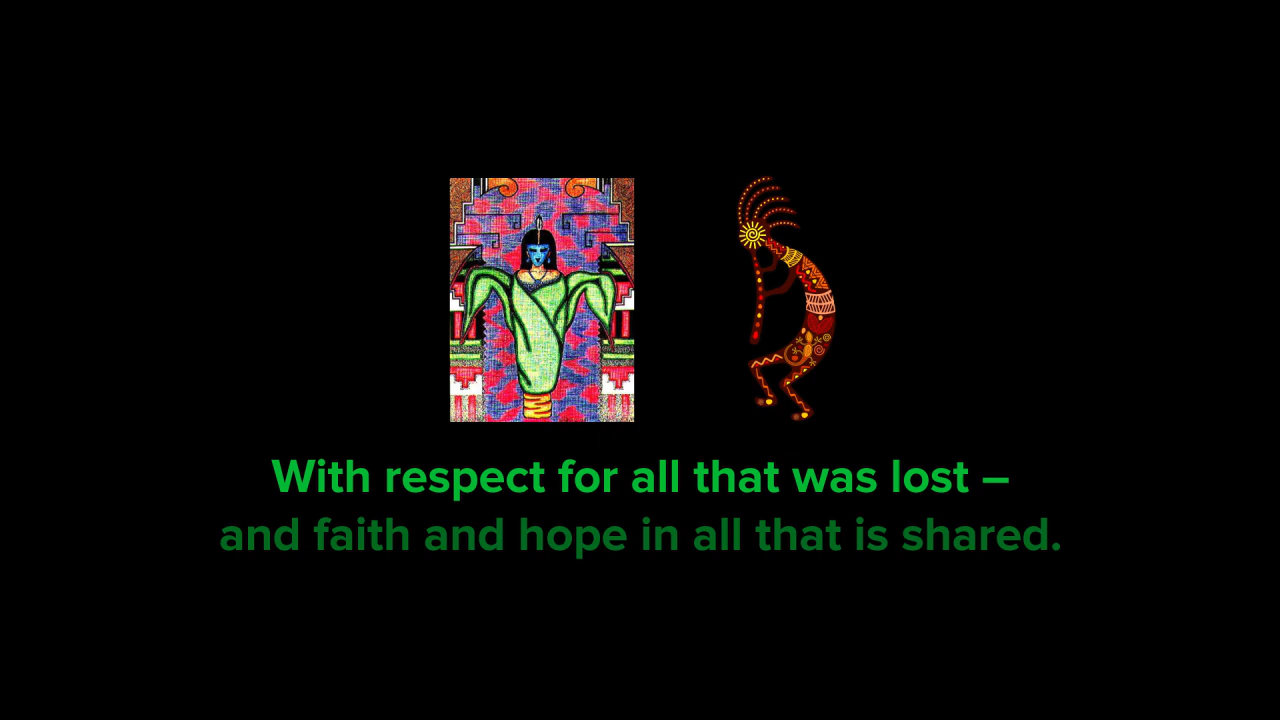 With respect for all that was lost –
and faith and hope in all that is shared.